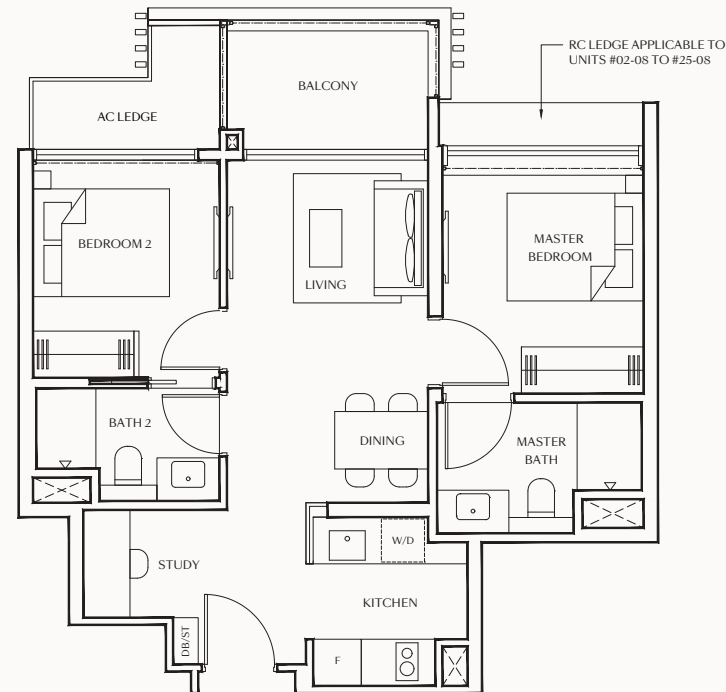 RC LEDGE APPLICABLE TO
UNITS #02-08 TO #25-08
BALCONY
AC LEDGE
BEDROOM 2
MASTER
BEDROOM
LIVING
BATH 2
DINING
MASTER
BATH
W/D
STUDY
KITCHEN
DB/ST
F